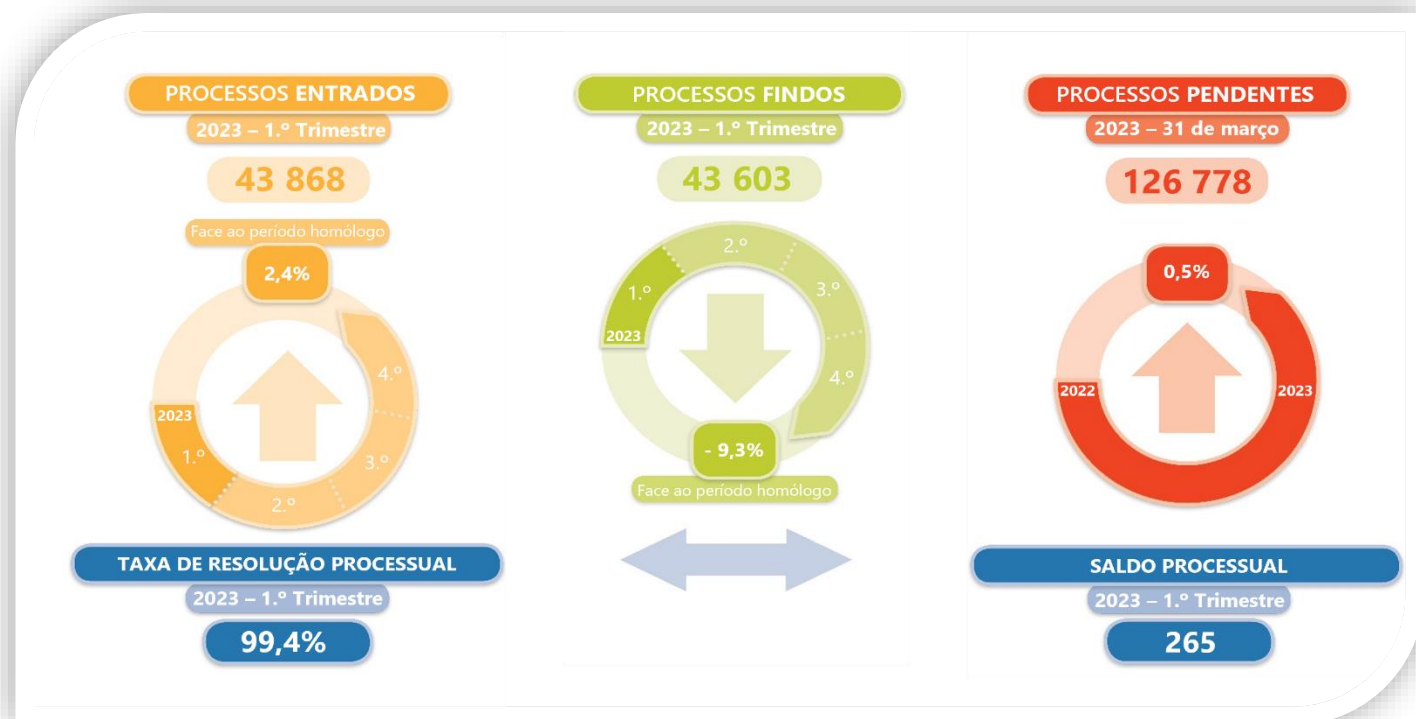 PROCESSOS ENTRADOS
2023 – 1.º Trimestre
43 868
Face ao período homólogo
2,4%
4.º
2023
1.º
3.º
2.º
TAXA DE RESOLUÇÃO PROCESSUAL
2023 – 1.º Trimestre
99,4%
PROCESSOS FINDOS
2023 – 1.º Trimestre
43 603
2.º
1.º
3.º
2023
4.º
- 9,3%
Face ao período homólogo
PROCESSOS PENDENTES
2023 – 31 de março
126 778
0,5%
2022
2023
SALDO PROCESSUAL
2023 – 1.º Trimestre
265